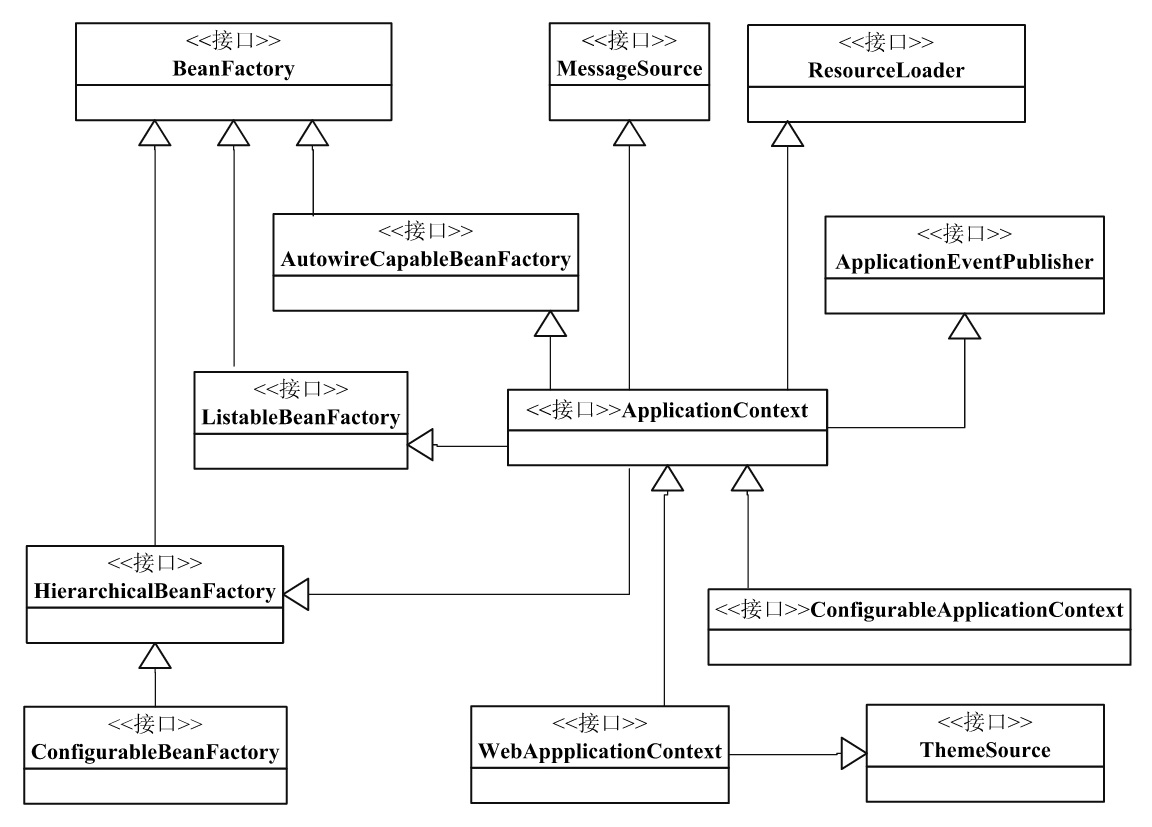 <<接口>>
BeanFactory
<<接口>>
MessageSource
<<接口>>
ResourceLoader
<<接口>>
AutowireCapableBeanFactory
<<接口>>
ApplicationEventPublisher
<<接口>>
ListableBeanFactory
<<接口>>ApplicationContext
<<接口>>
HierarchicalBeanFactory
<<接口>>ConfigurableApplicationContext
<<接口>>
ConfigurableBeanFactory
<<接口>>
WebAppplicationContext
<<接口>>
ThemeSource